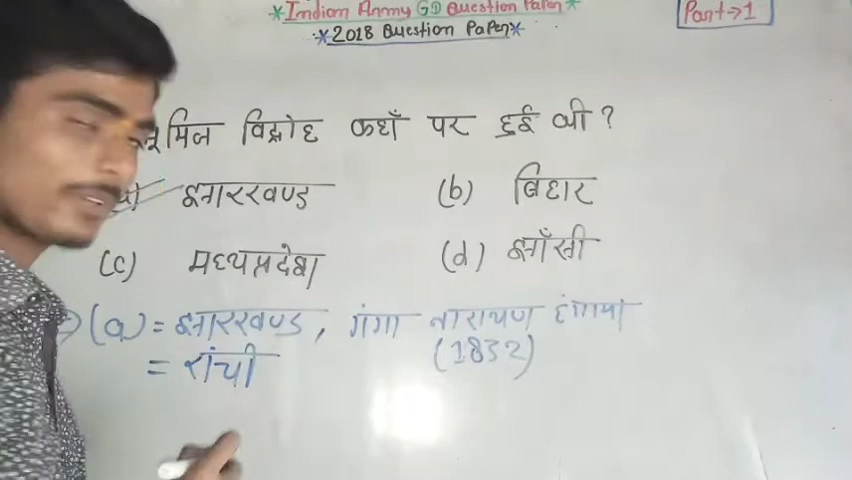 *Indian Army GD Question Paper*
*2018 Question Paper*
Part→1
भूमिज विद्रोह कहाँ पर हुई थी ?
(a) झारखण्ड (b) बिहार
(c) मध्यप्रदेश (d) झाँसी
⇒ (a) = झारखण्ड, गंगा नारायण
(1832)
= रांची